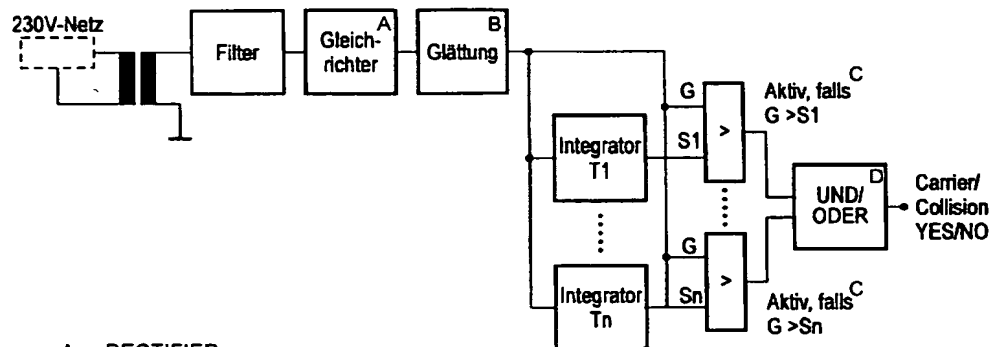 230V-Netz
Filter
Gleich-
richter
A
Glättung
B
G
S1
>
Aktiv, falls C
G >S1
Integrator
T1
UND/
ODER
D
Carrier/
Collision
YES/NO
G
Sn
>
Integrator
Tn
Aktiv, falls C
G >Sn
A RECTIFIER